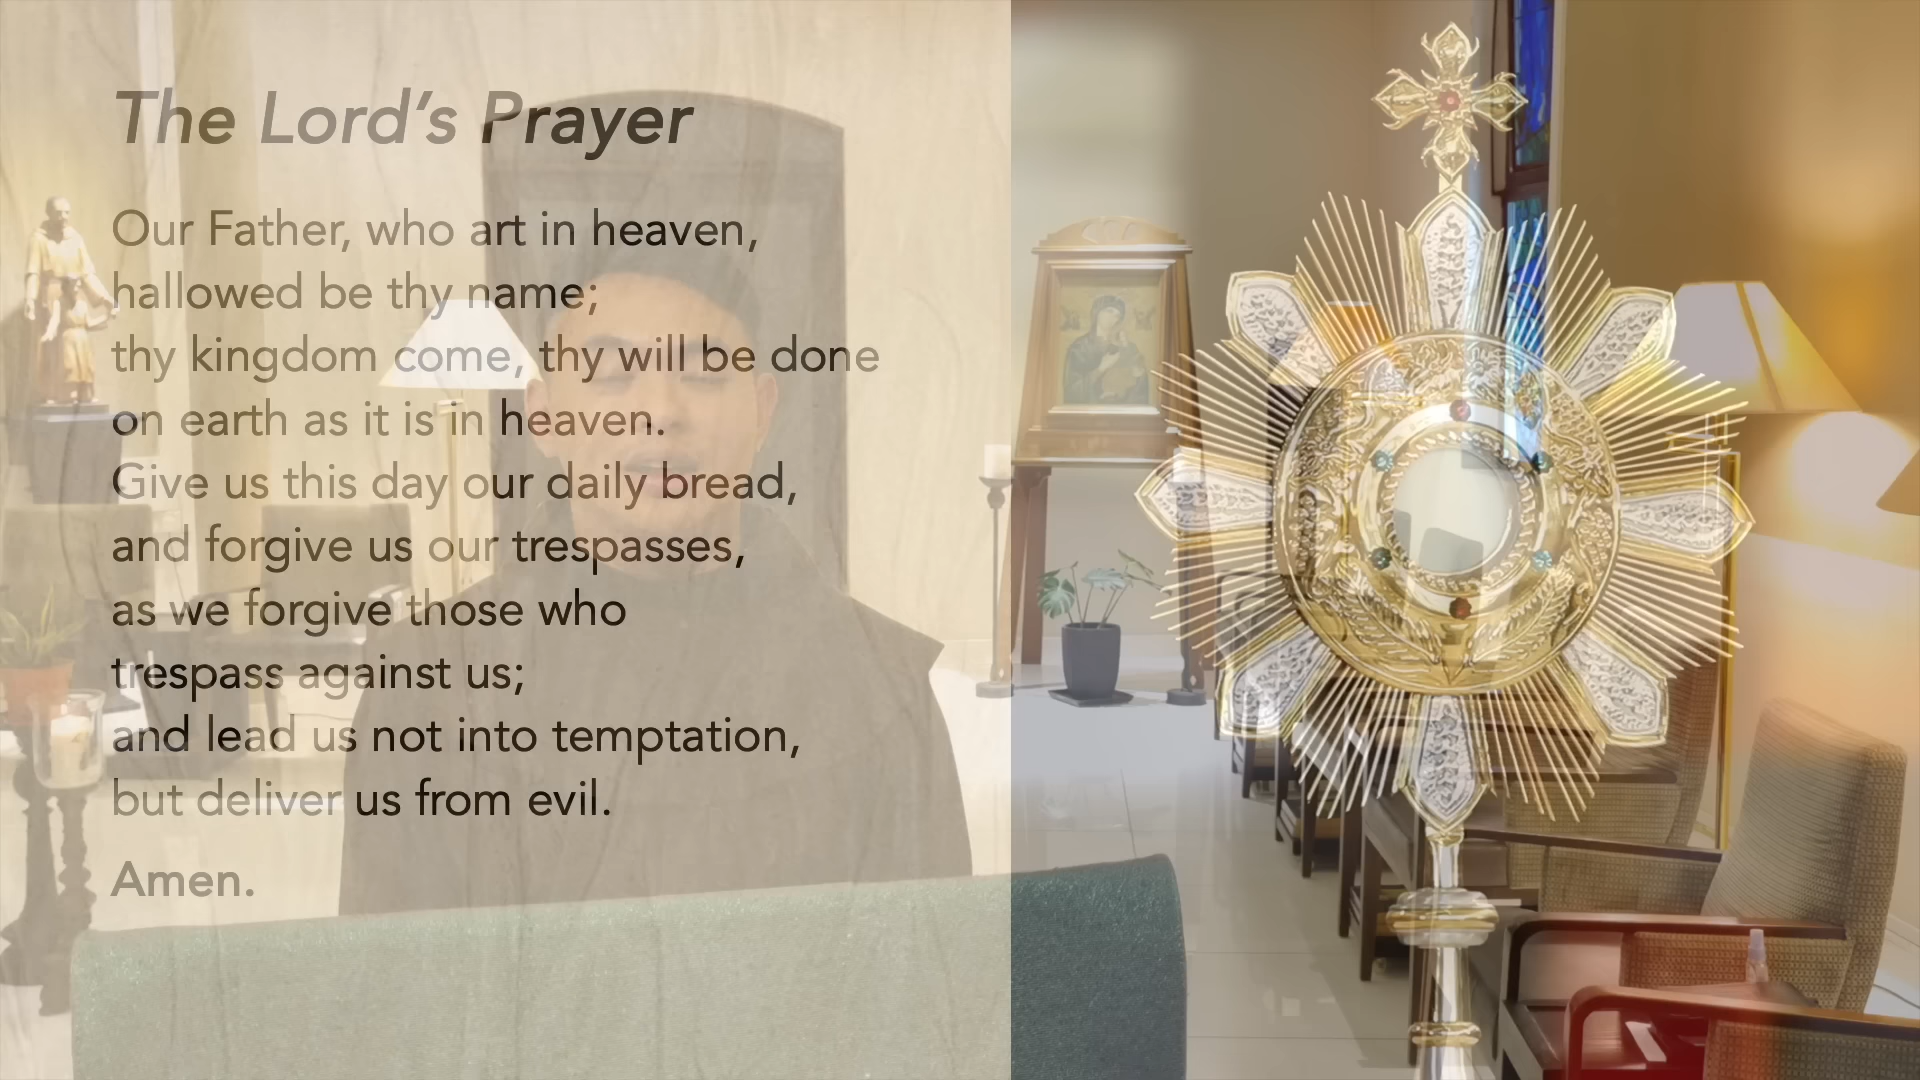 The Lord’s Prayer
Our Father, who art in heaven,
hallowed be thy name;
thy kingdom come, thy will be done
on earth as it is in heaven.
Give us this day our daily bread,
and forgive us our trespasses,
as we forgive those who
trespass against us;
and lead us not into temptation,
but deliver us from evil.
Amen.